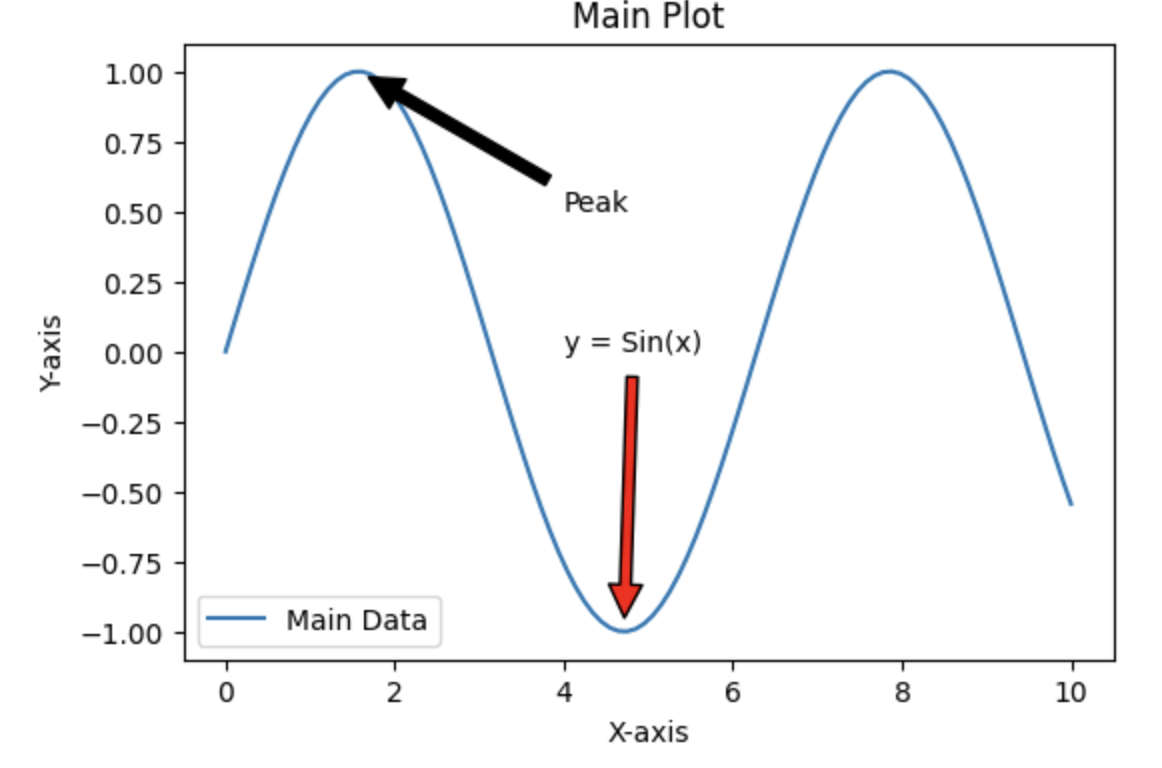 Main Plot
1.00
0.75
0.50
0.25
0.00
−0.25
−0.50
−0.75
−1.00
Y-axis
Peak
y = Sin(x)
Main Data
0 2 4 6 8 10
X-axis